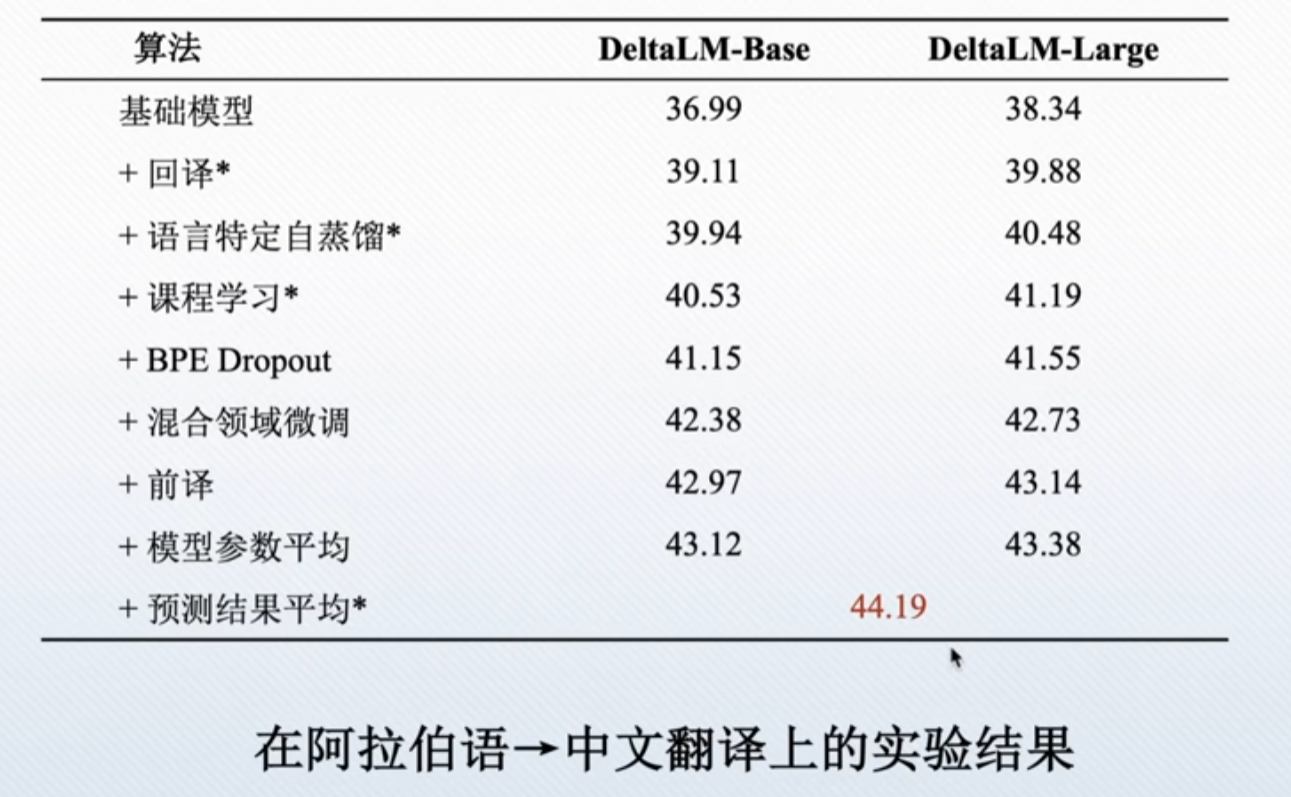 算法 DeltaLM-Base DeltaLM-Large
基础模型 36.99 38.34
+ 回译* 39.11 39.88
+ 语言特定自蒸馏* 39.94 40.48
+ 课程学习* 40.53 41.19
+ BPE Dropout 41.15 41.55
+ 混合领域微调 42.38 42.73
+ 前译 42.97 43.14
+ 模型参数平均 43.12 43.38
+ 预测结果平均* 44.19
在阿拉伯语→中文翻译上的实验结果